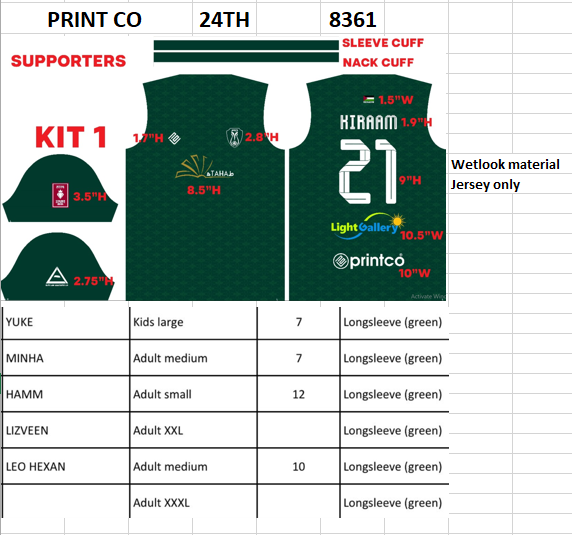 PRINT CO 24TH 8361
SLEEVE CUFF
NACK CUFF
SUPPORTERS
KIT 1
1.5"W
KIRAAM 1.9"H
1.7"H
2.8"H
TAHA
8.5"H
21
9"H
3.5"H
Wetlook material
Jersey only
LightGallery
10.5"W
printco
10"W
2.75"H
YUKE Kids large 7 Longsleeve (green)
MINHA Adult medium 7 Longsleeve (green)
HAMM Adult small 12 Longsleeve (green)
LIZVEEN Adult XXL Longsleeve (green)
LEO HEXAN Adult medium 10 Longsleeve (green)
Adult XXXL Longsleeve (green)